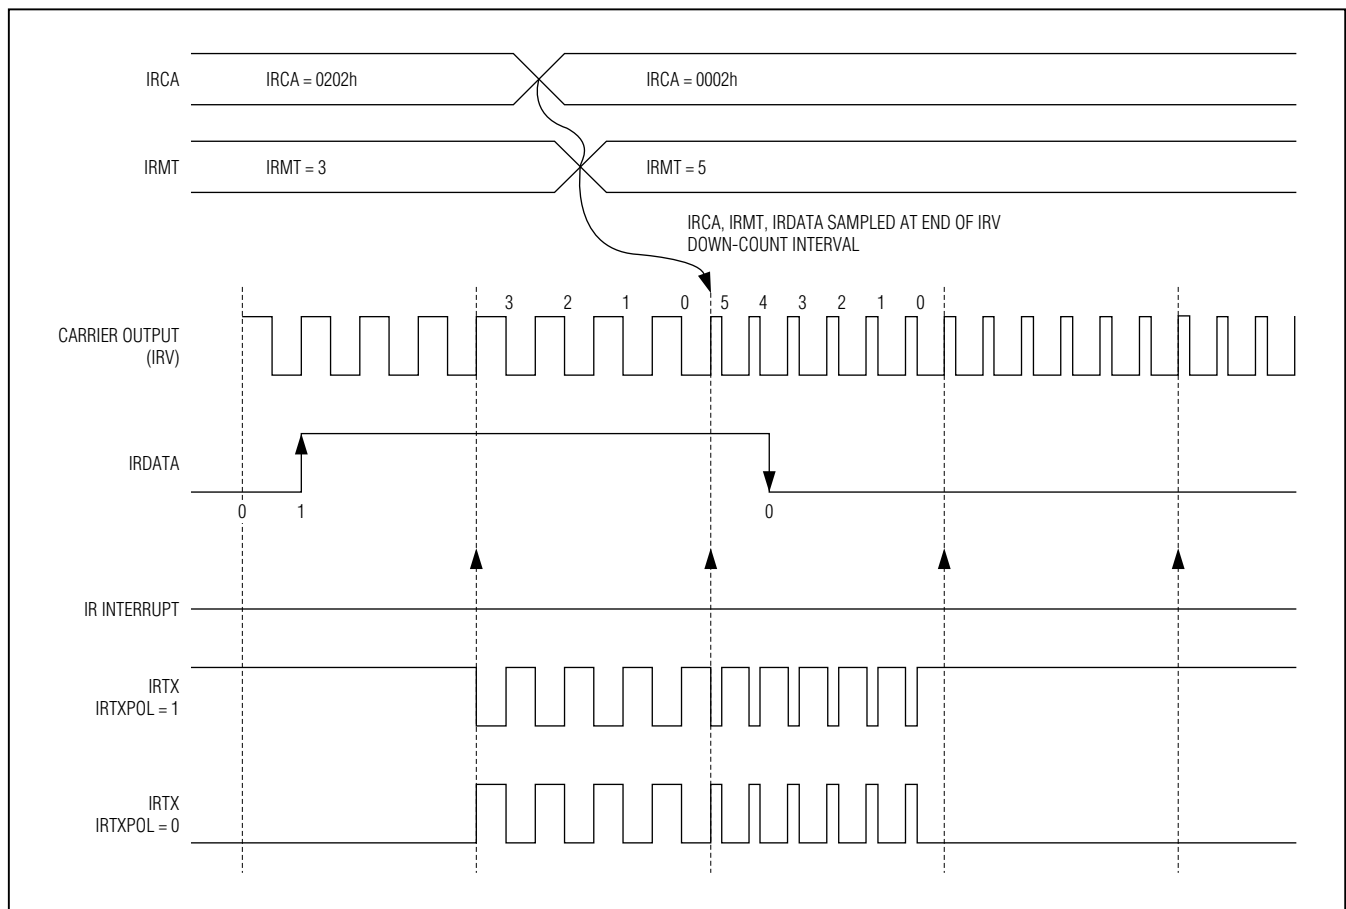 IRCA
IRCA = 0202h
IRCA = 0002h
IRMT
IRMT = 3
IRMT = 5
IRCA, IRMT, IRDATA SAMPLED AT END OF IRV
DOWN-COUNT INTERVAL
3 2 1 0 5 4 3 2 1 0
CARRIER OUTPUT
(IRV)
IRDATA
0 1 0
IR INTERRUPT
IRTX
IRTXPOL = 1
IRTX
IRTXPOL = 0